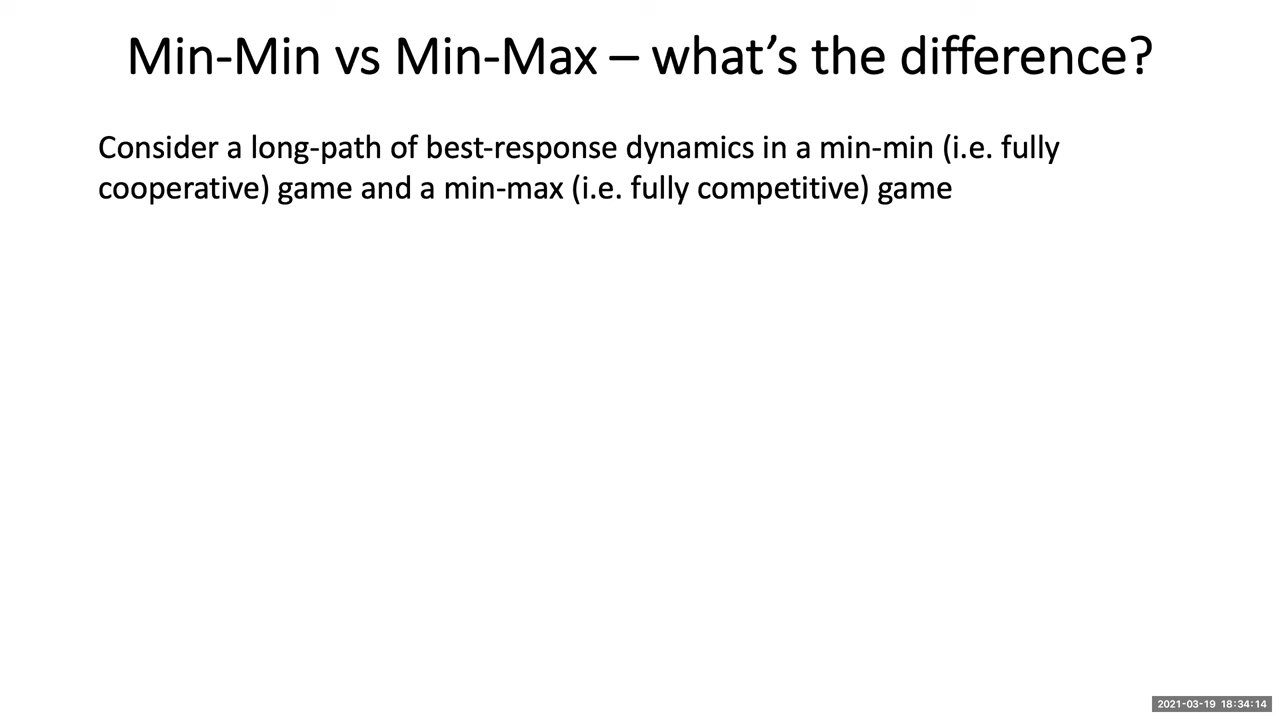 Min-Min vs Min-Max – what’s the difference?
Consider a long-path of best-response dynamics in a min-min (i.e. fully
cooperative) game and a min-max (i.e. fully competitive) game
2021-03-19 18:34:14